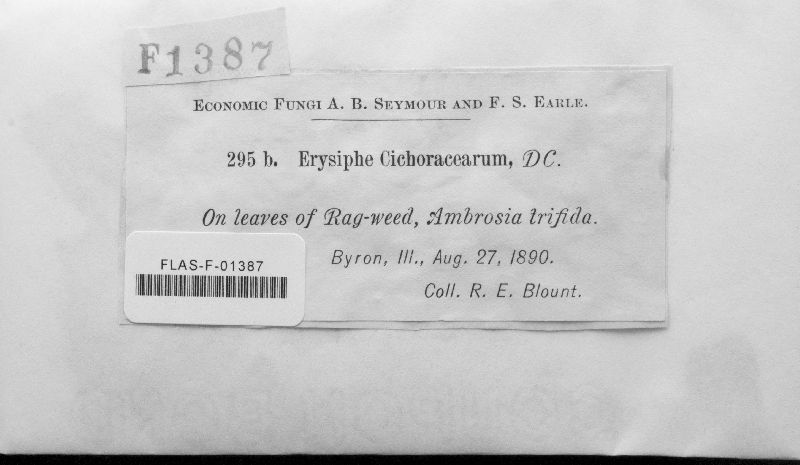 F1387
Economic Fungi A. B. Seymour and F. S. Earle.
295 b. Erysiphe Cichoracearum, DC.
On leaves of Rag-weed, Ambrosia trifida.
Byron, Ill., Aug. 27, 1890.
Coll. R. E. Blount.
FLAS-F-01387